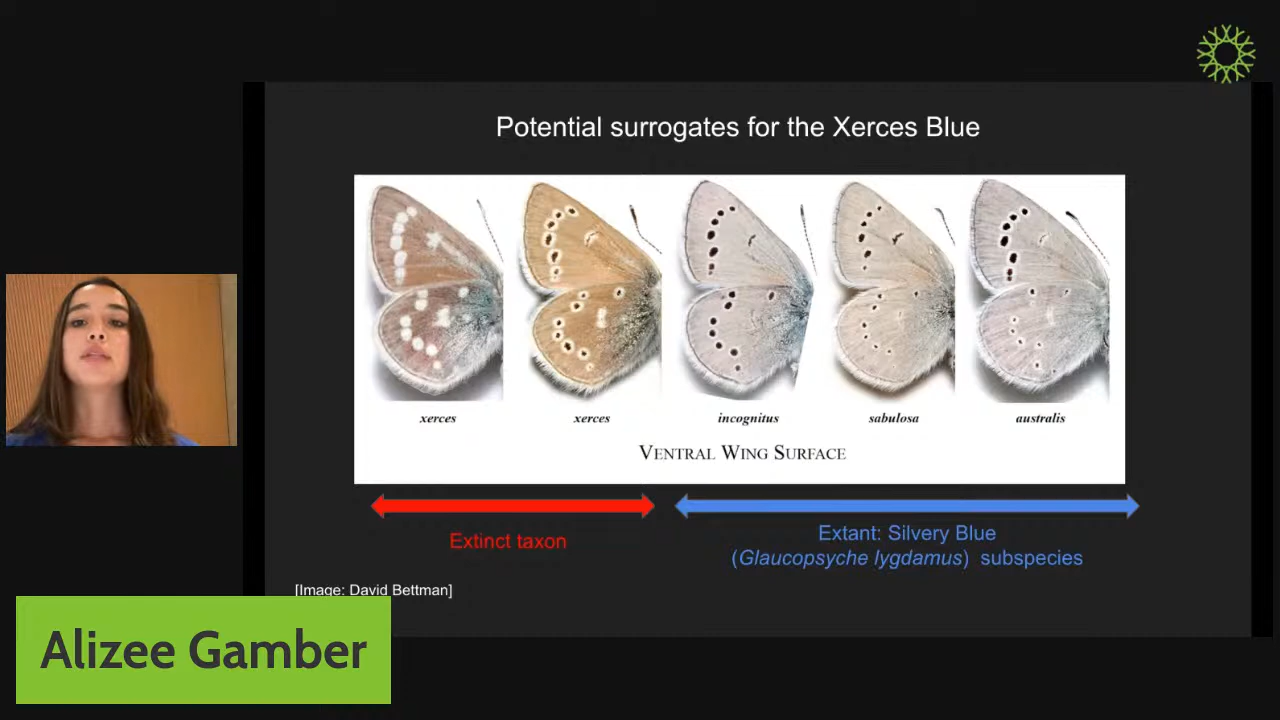 Potential surrogates for the Xerces Blue
xerces
xerces
incognitus
sabulosa
australis
VENTRAL WING SURFACE
Extinct taxon
Extant: Silvery Blue
(Glaucopsyche lygdamus) subspecies
[Image: David Bettman]
Alizee Gamber